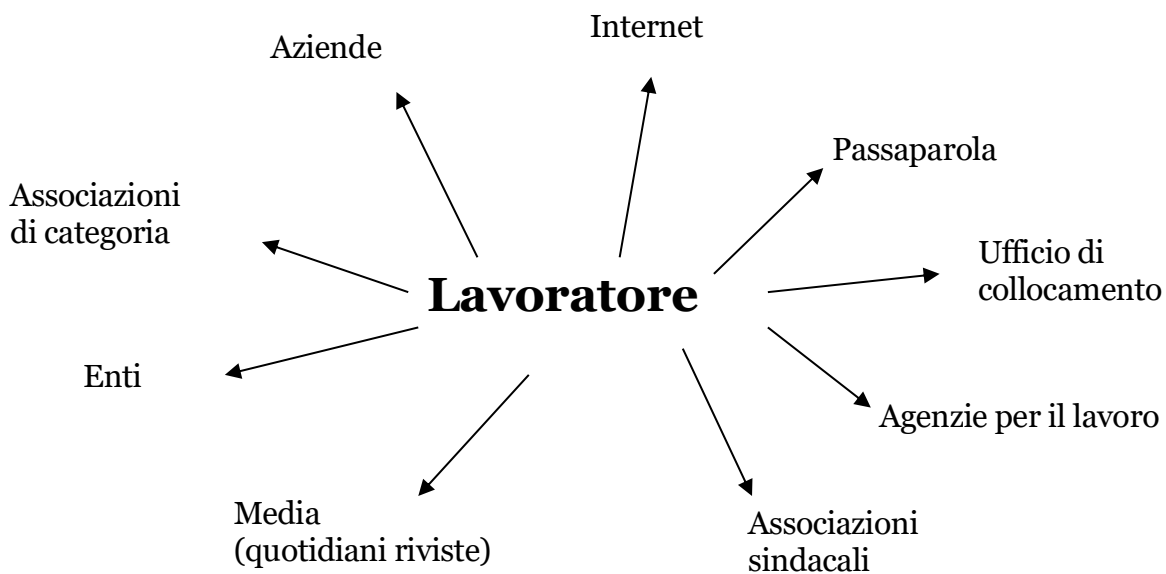 Internet
Aziende
Passaparola
Associazioni
di categoria
Ufficio di
collocamento
Lavoratore
Enti
Agenzie per il lavoro
Media
(quotidiani riviste)
Associazioni
sindacali